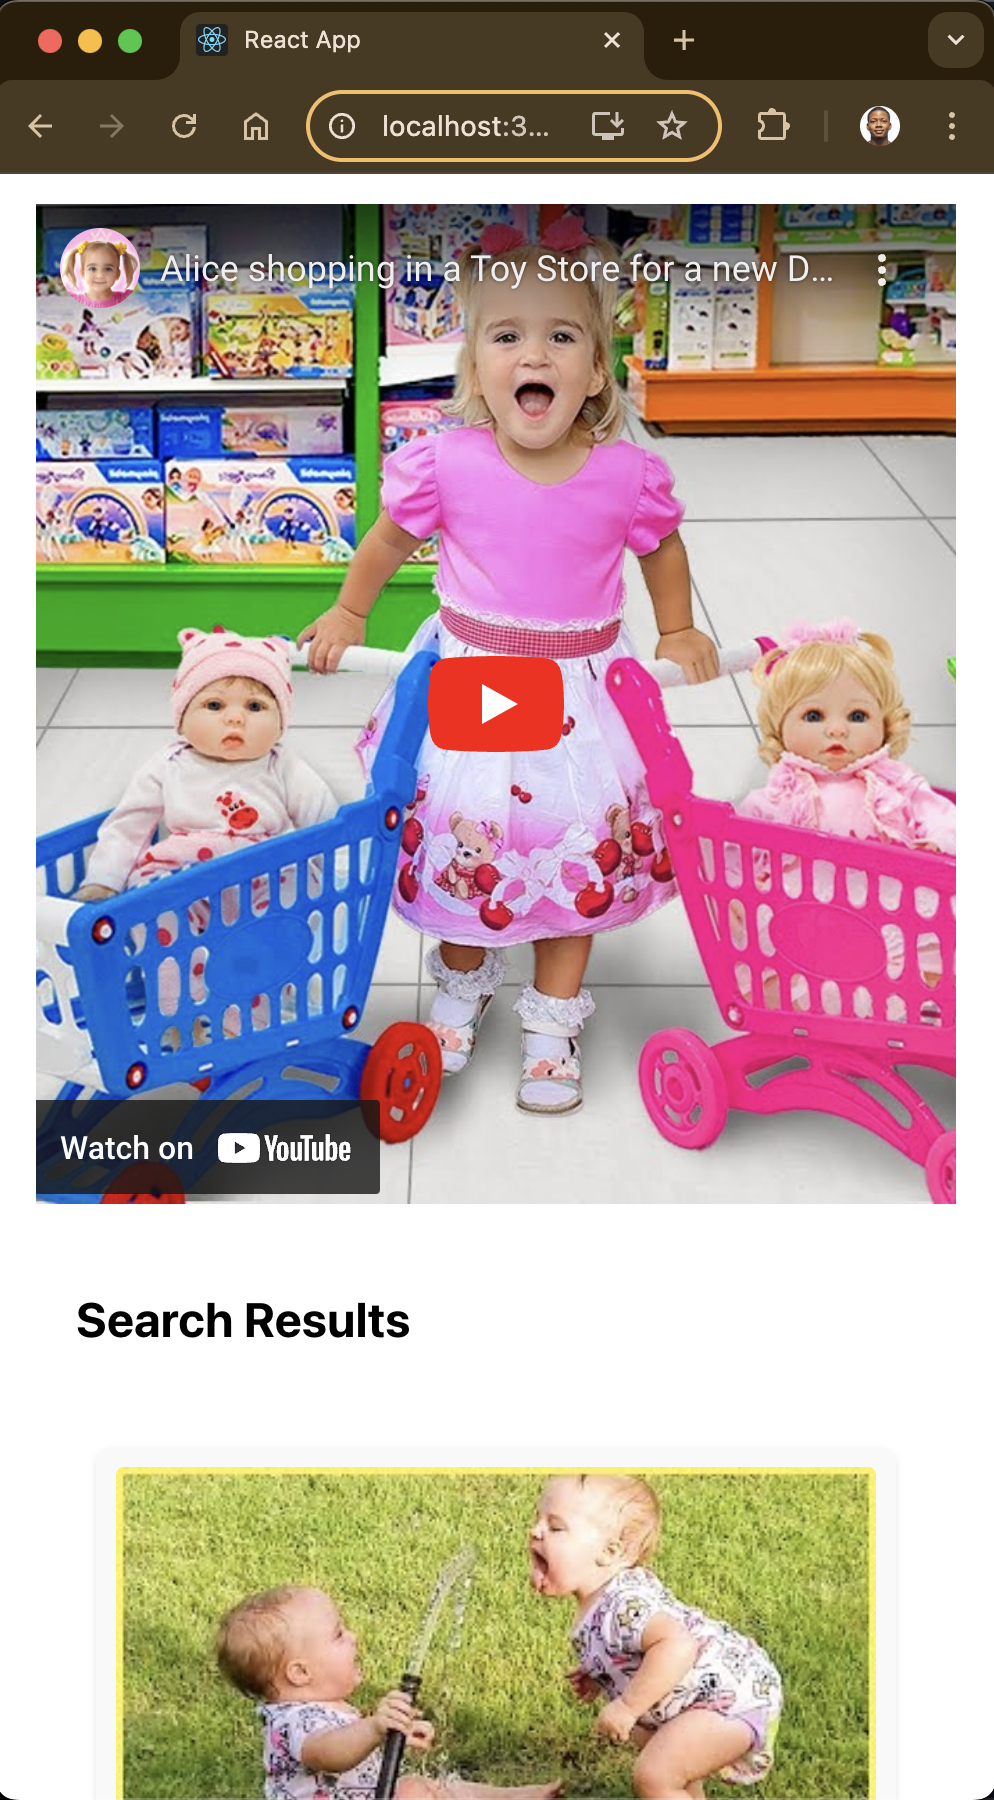 React App
localhost:3...
Alice shopping in a Toy Store for a new D...
Watch on YouTube
Search Results